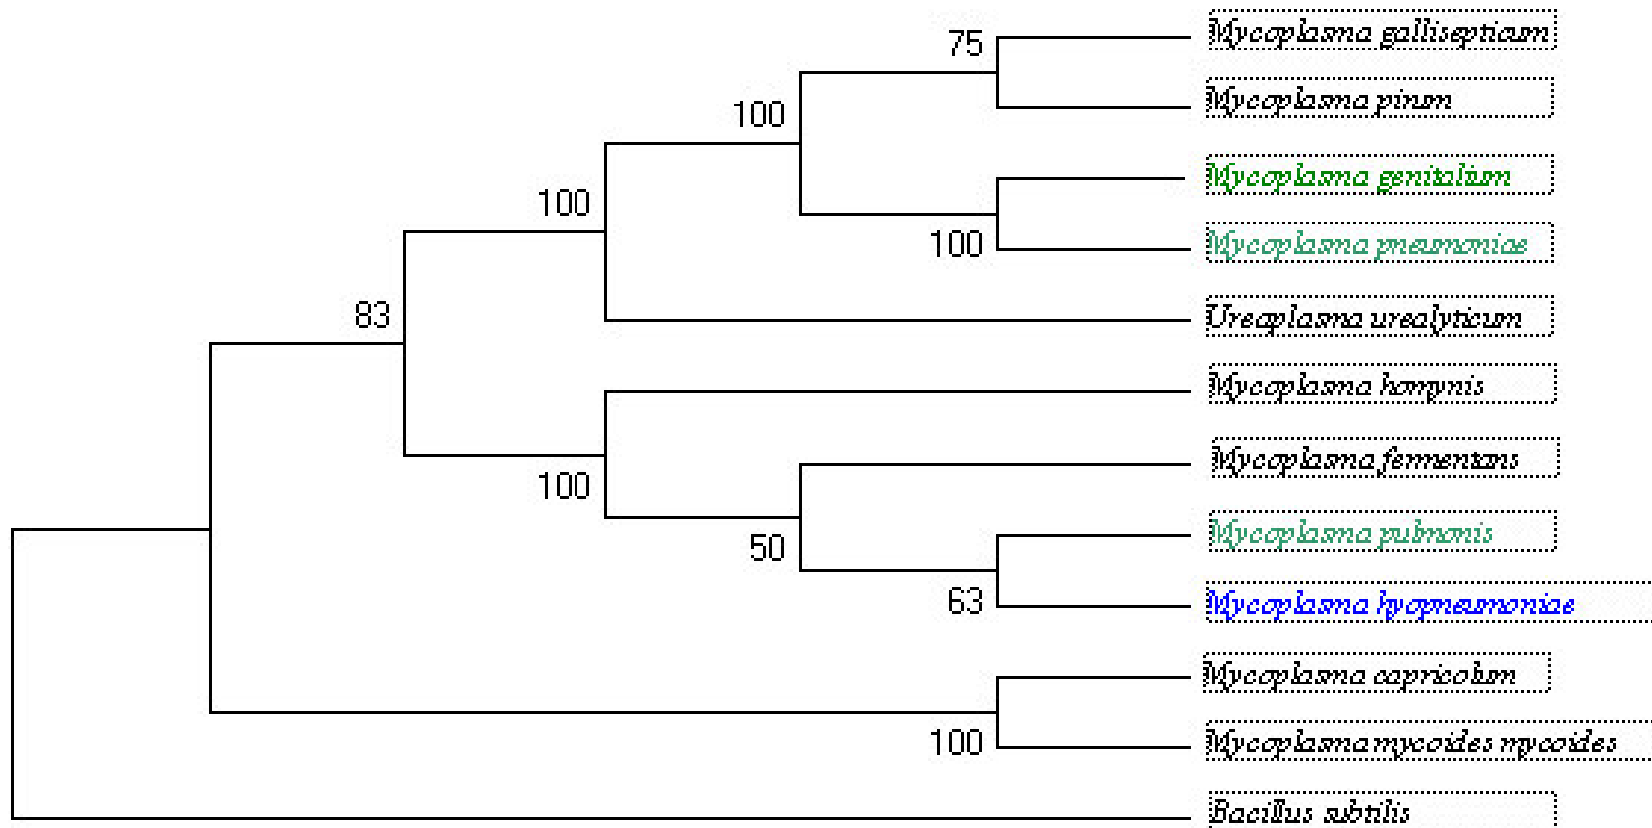 75
Mycoplasma gallisepticum
Mycoplasma pirum
100
Mycoplasma genitalium
100
100
Mycoplasma pneumoniae
83
Ureaplasma urealyticum
Mycoplasma homynis
100
Mycoplasma fermentans
50
Mycoplasma pulmonis
63
Mycoplasma hyopneumoniae
Mycoplasma capricolum
100
Mycoplasma mycoides mycoides
Bacillus subtilis